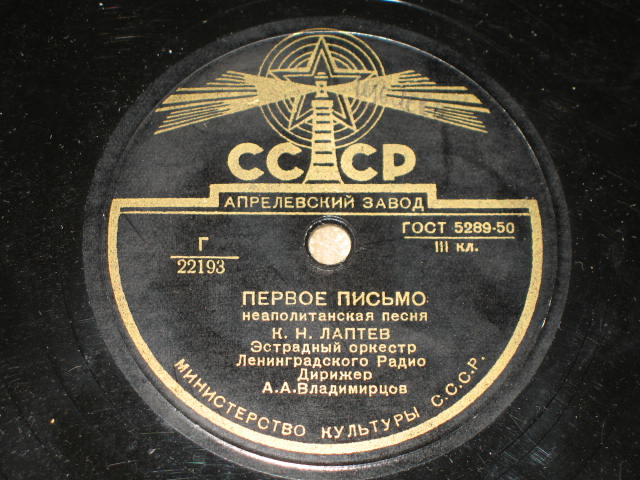 СССР
АПРЕЛЕВСКИЙ ЗАВОД
ГОСТ 5289-50
III кл.
Г
22193
ПЕРВОЕ ПИСЬМО
неаполитанская песня
К. Н. ЛАПТЕВ
Эстрадный оркестр
Ленинградского Радио
Дирижер
А.А.Владимирцов
МИНИСТЕРСТВО КУЛЬТУРЫ С.С.С.Р.